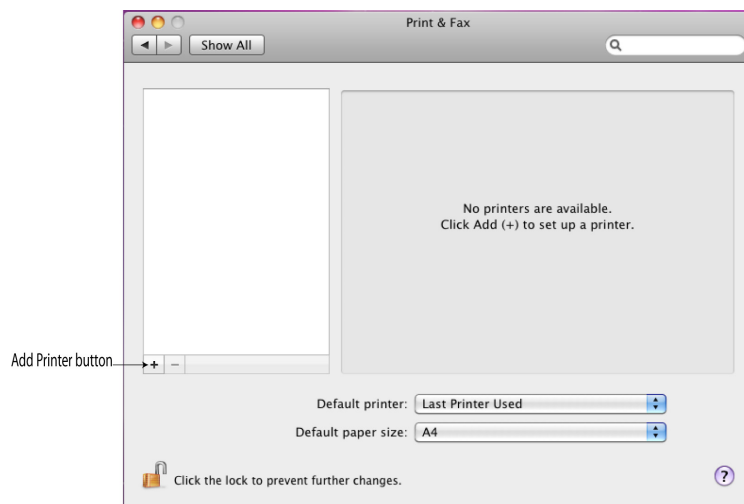 Print & Fax
Show All
No printers are available.
Click Add (+) to set up a printer.
Add Printer button
+ −
Default printer: Last Printer Used
Default paper size: A4
Click the lock to prevent further changes.
?